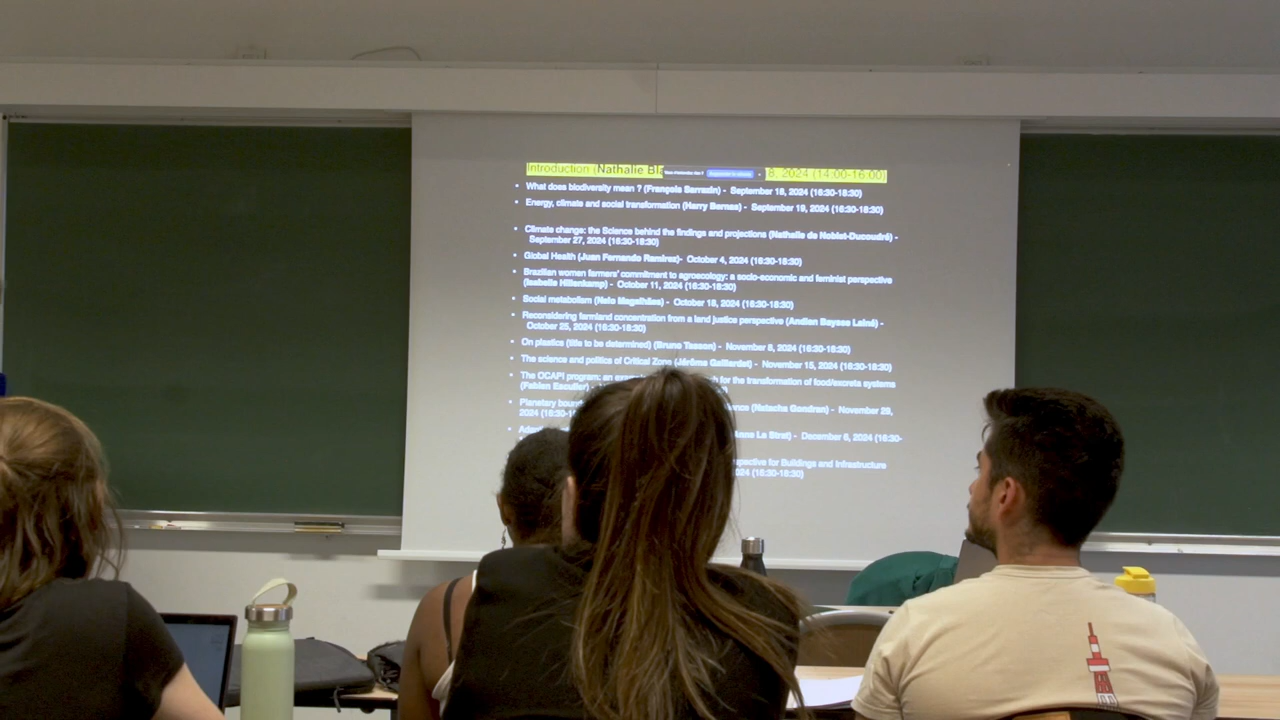 Introduction (Nathalie Bla 8, 2024 (14:00-16:00)
• What does biodiversity mean ? (François Sarrazin) - September 18, 2024 (16:30-18:30)
• Energy, climate and social transformation (Harry Bernas) - September 19, 2024 (16:30-18:30)
• Climate change: the Science behind the findings and projections (Nathalie de Noblet-Ducoudré) -
September 27, 2024 (16:30-18:30)
• Global Health (Juan Fernando Ramirez)- October 4, 2024 (16:30-18:30)
• Brazilian women farmers' commitment to agroecology: a socio-economic and feminist perspective
(Isabelle Hillenkamp) - October 11, 2024 (16:30-18:30)
• Social metabolism (Nelo Magalhães) - October 18, 2024 (16:30-18:30)
• Reconsidering farmland concentration from a land justice perspective (Andien Baysse Lainé) -
October 25, 2024 (16:30-18:30)
• On plastics (title to be determined) (Bruno Tasson) - November 8, 2024 (16:30-18:30)
• The science and politics of Critical Zone (Jérôme Gaillardet) - November 15, 2024 (16:30-18:30)
• The OCAPI program: an for the transformation of food/excreta systems
(Fabien Esculier)
• Planetary (Natacha Gondran) - November 29,
2024 (16:30-
Anne Le Strat) - December 6, 2024 (16:30-
for Buildings and Infrastructure
2024 (16:30-18:30)